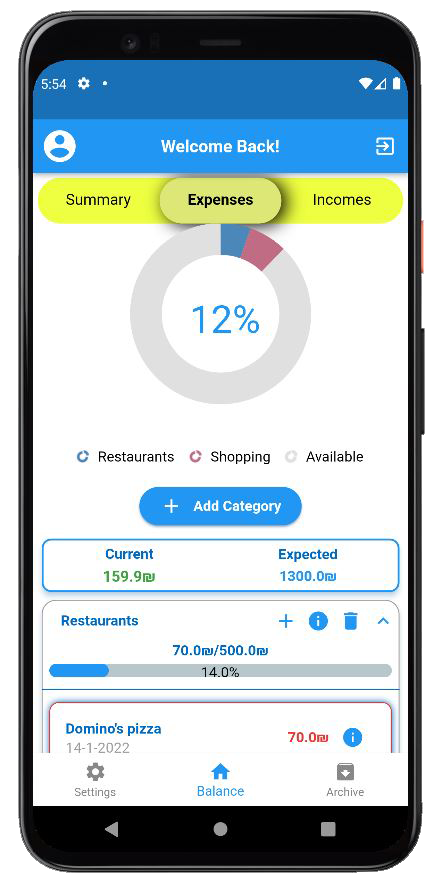 5:54
Welcome Back!
Summary Expenses Incomes
12%
Restaurants Shopping Available
+ Add Category
Current Expected
159.9₪ 1300.0₪
Restaurants
70.0₪/500.0₪
14.0%
Domino's pizza 70.0₪
14-1-2022
Settings Balance Archive